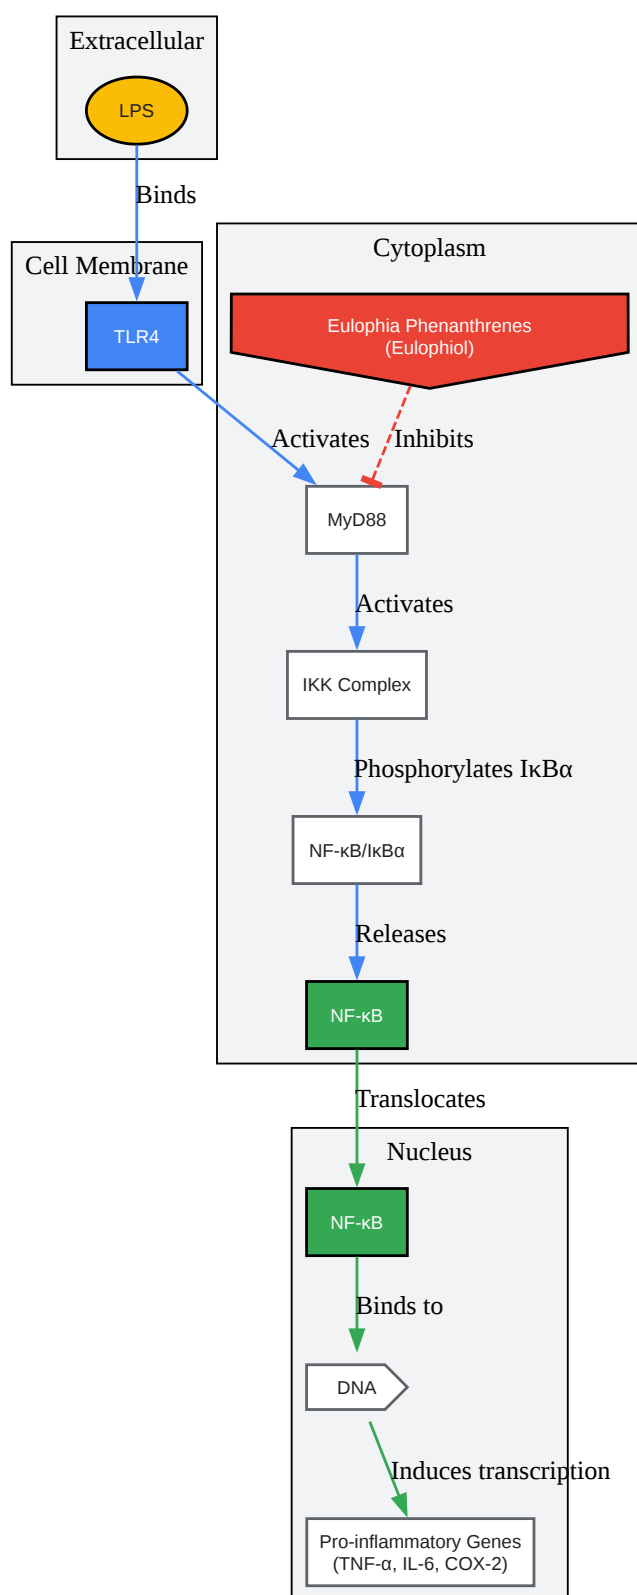 Extracellular
LPS
Binds
Cell Membrane
TLR4
Cytoplasm
Eulophia Phenanthrenes
(Eulophiol)
Activates
Inhibits
MyD88
Activates
IKK Complex
Phosphorylates IκBα
NF-κB/IκBα
Releases
NF-κB
Translocates
Nucleus
NF-κB
Binds to
DNA
Induces transcription
Pro-inflammatory Genes
(TNF-α, IL-6, COX-2)